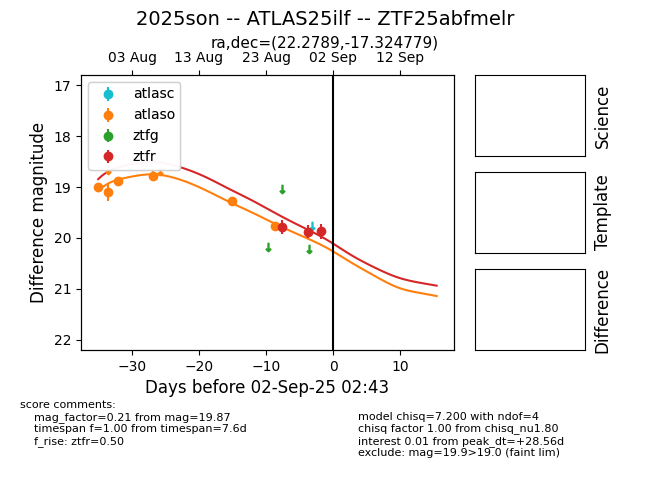 2025son -- ATLAS25ilf -- ZTF25abfmelr
ra,dec=(22.2789,-17.324779)
03 Aug 13 Aug 23 Aug 02 Sep 12 Sep
17
18
19
20
21
22
Difference magnitude
atlasc
atlaso
ztfg
ztfr
−30 −20 −10 0 10
Days before 02-Sep-25 02:43
Science
Template
Difference
score comments:
mag_factor=0.21 from mag=19.87
timespan f=1.00 from timespan=7.6d
f_rise: ztfr=0.50
model chisq=7.200 with ndof=4
chisq factor 1.00 from chisq_nu1.80
interest 0.01 from peak_dt=+28.56d
exclude: mag=19.9>19.0 (faint lim)